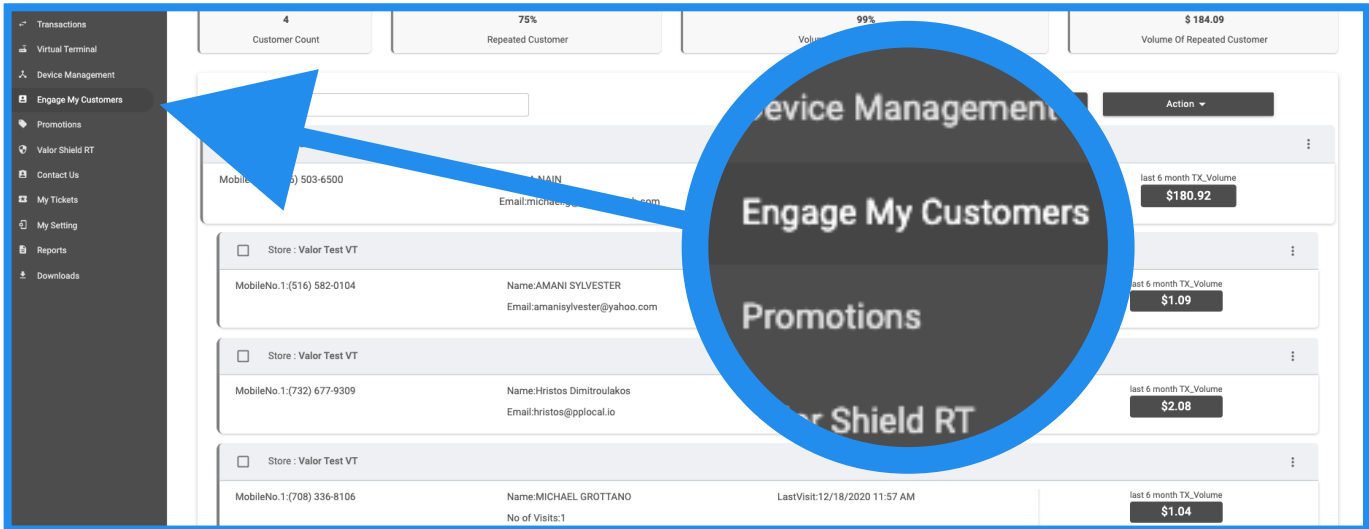 Transactions
Virtual Terminal
Device Management
Engage My Customers
Promotions
Valor Shield RT
Contact Us
My Tickets
My Setting
Reports
Downloads
4
Customer Count
75%
Repeated Customer
99%
$ 184.09
Volume Of Repeated Customer
Action
503-6500
NAIN
last 6 month TX_Volume
$180.92
Store : Valor Test VT
MobileNo.1:(516) 582-0104
Name:AMANI SYLVESTER
Email:amanisylvester@yahoo.com
last 6 month TX_Volume
$1.09
Store : Valor Test VT
MobileNo.1:(732) 677-9309
Name:Hristos Dimitroulakos
Email:hristos@pplocal.io
last 6 month TX_Volume
$2.08
Store : Valor Test VT
MobileNo.1:(708) 336-8106
Name:MICHAEL GROTTANO
LastVisit:12/18/2020 11:57 AM
No of Visits:1
last 6 month TX_Volume
$1.04
Device Management
Engage My Customers
Promotions
Shield RT